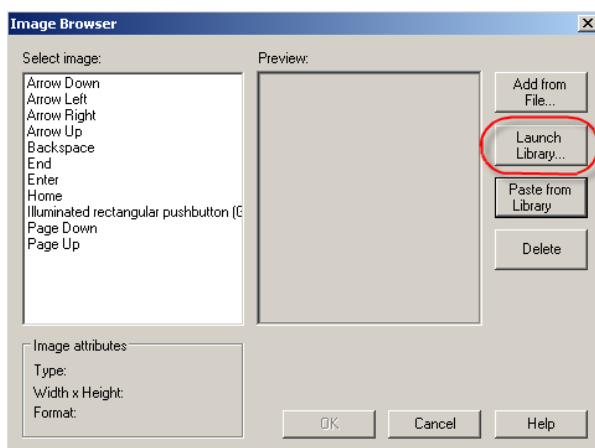 Image Browser
Select image:
Preview:
Arrow Down
Arrow Left
Arrow Right
Arrow Up
Backspace
End
Enter
Home
Illuminated rectangular pushbutton (G
Page Down
Page Up
Add from
File...
Launch
Library...
Paste from
Library
Delete
Image attributes
Type:
Width x Height:
Format:
OK
Cancel
Help